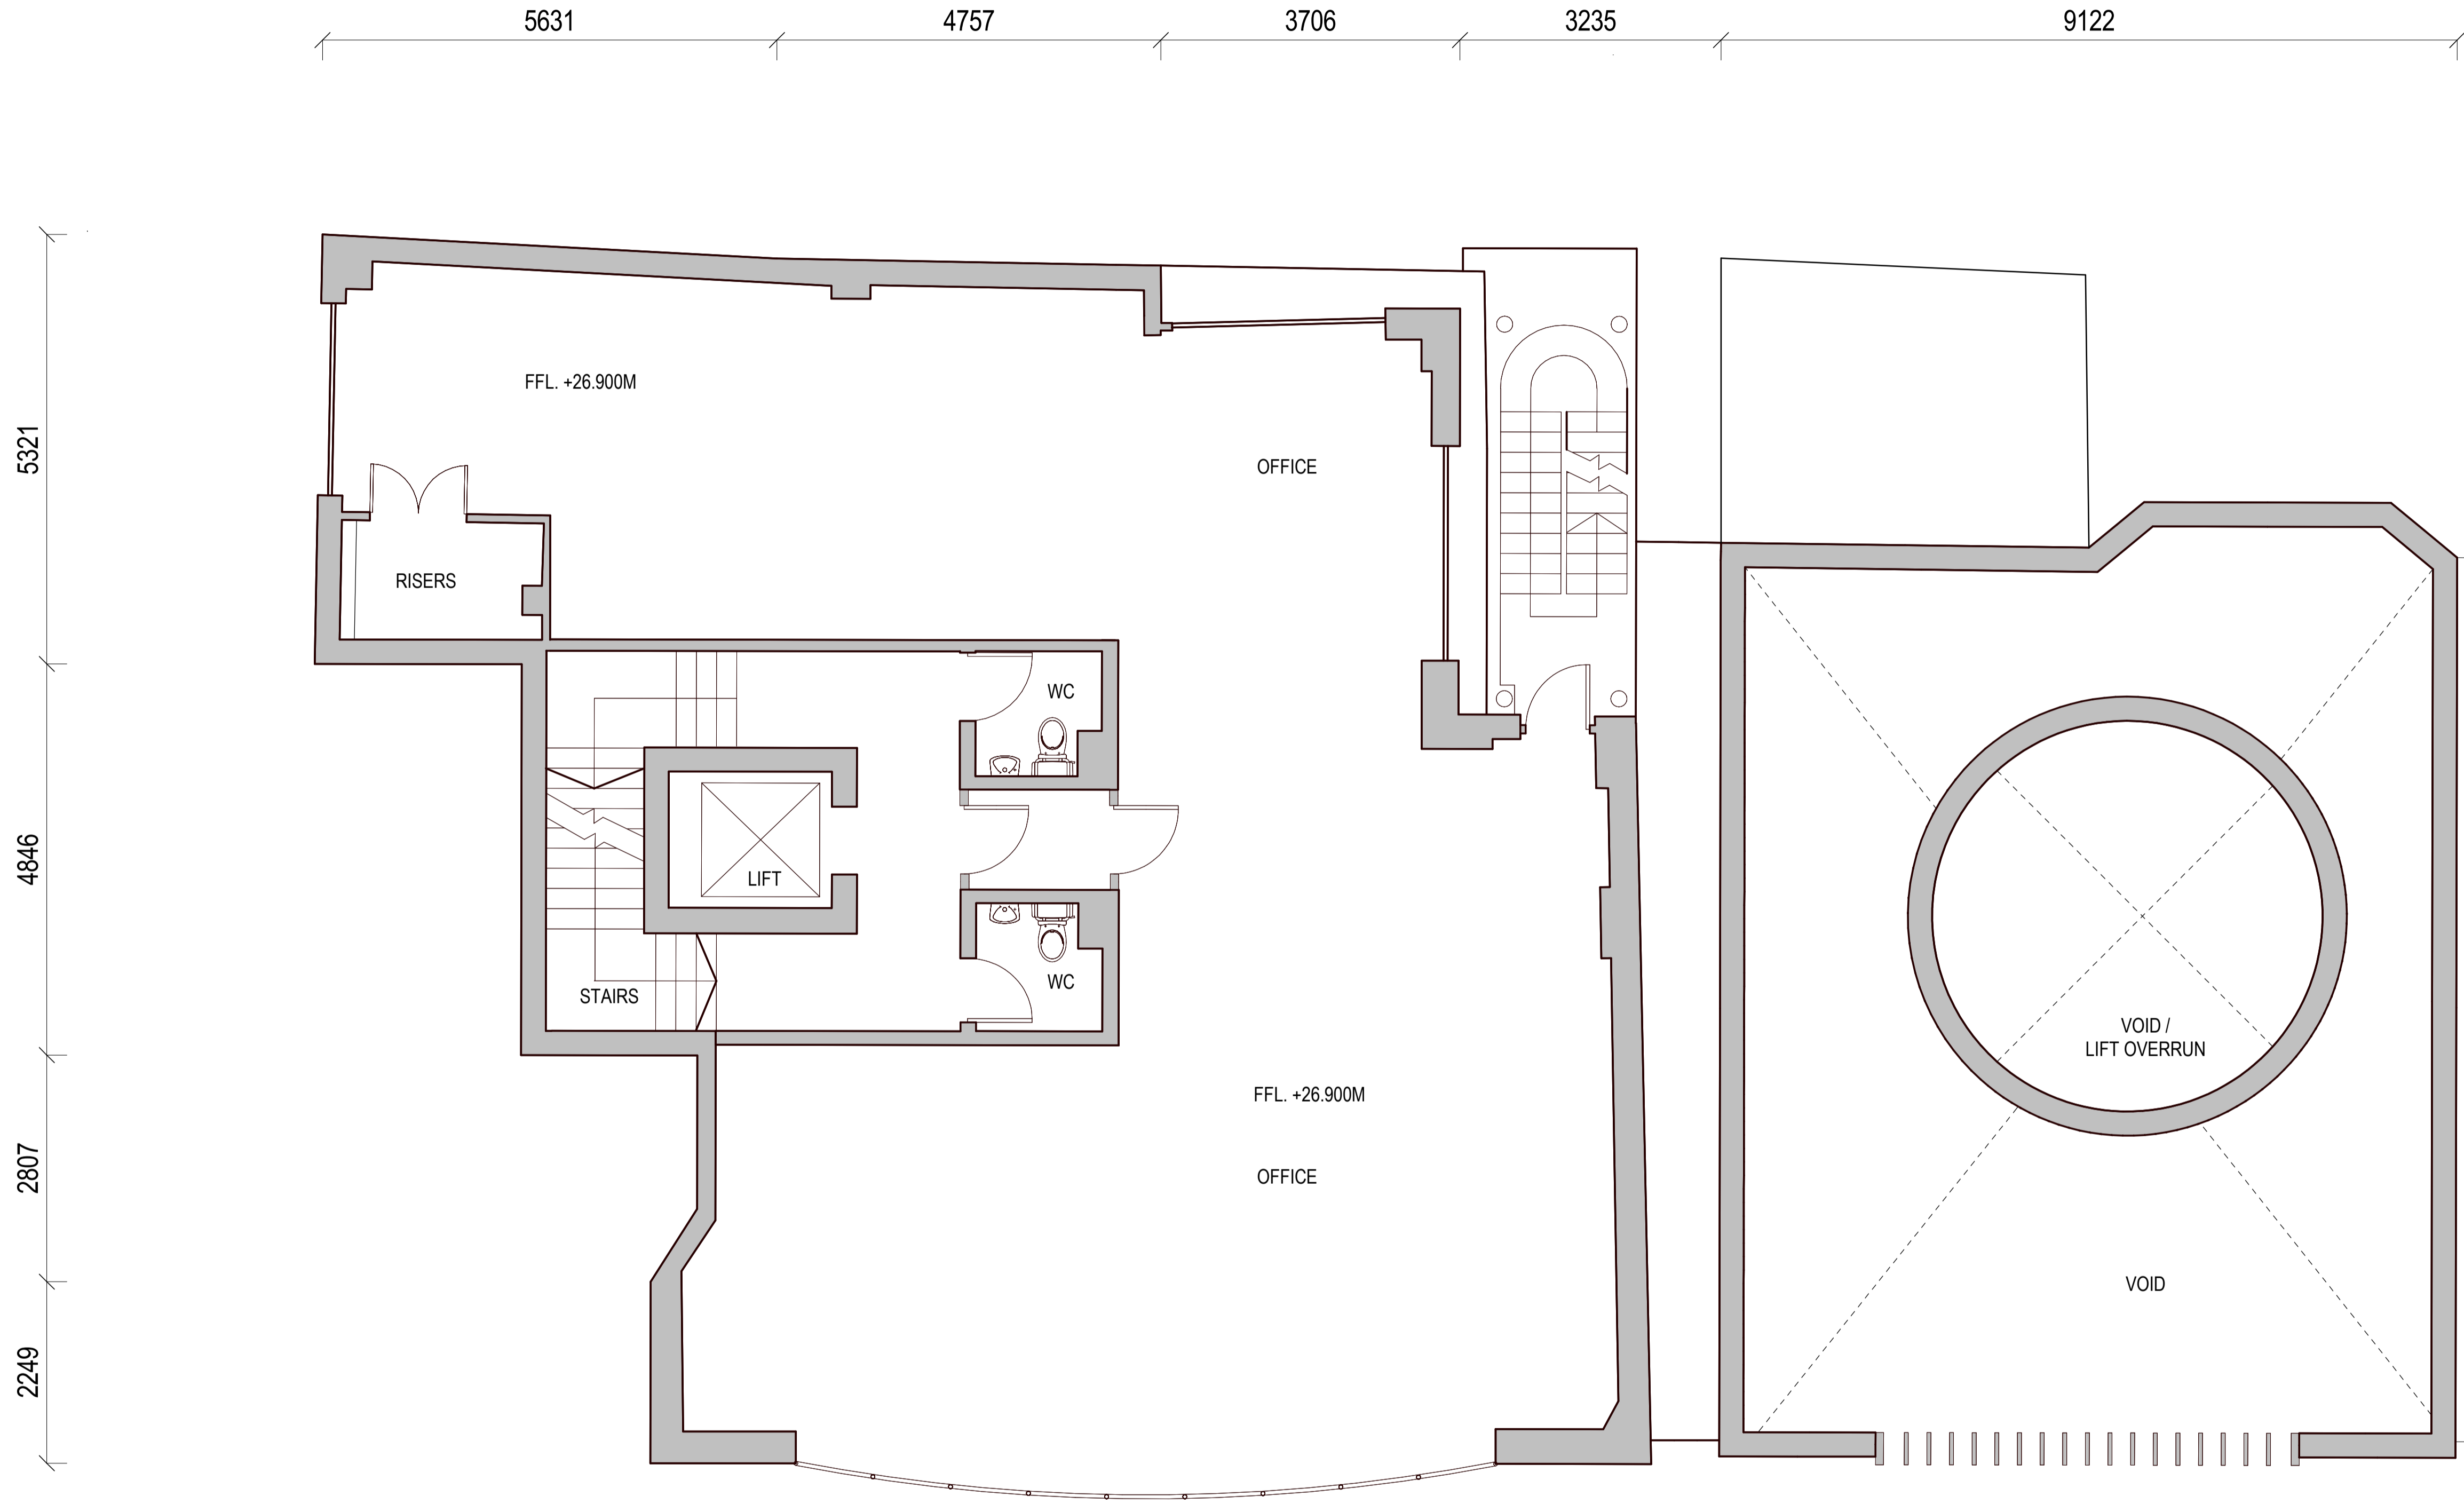 5631
4757
3706
3235
9122
5321
4846
2807
2249
FFL. +26.900M
OFFICE
RISERS
WC
LIFT
WC
STAIRS
VOID /
LIFT OVERRUN
FFL. +26.900M
OFFICE
VOID